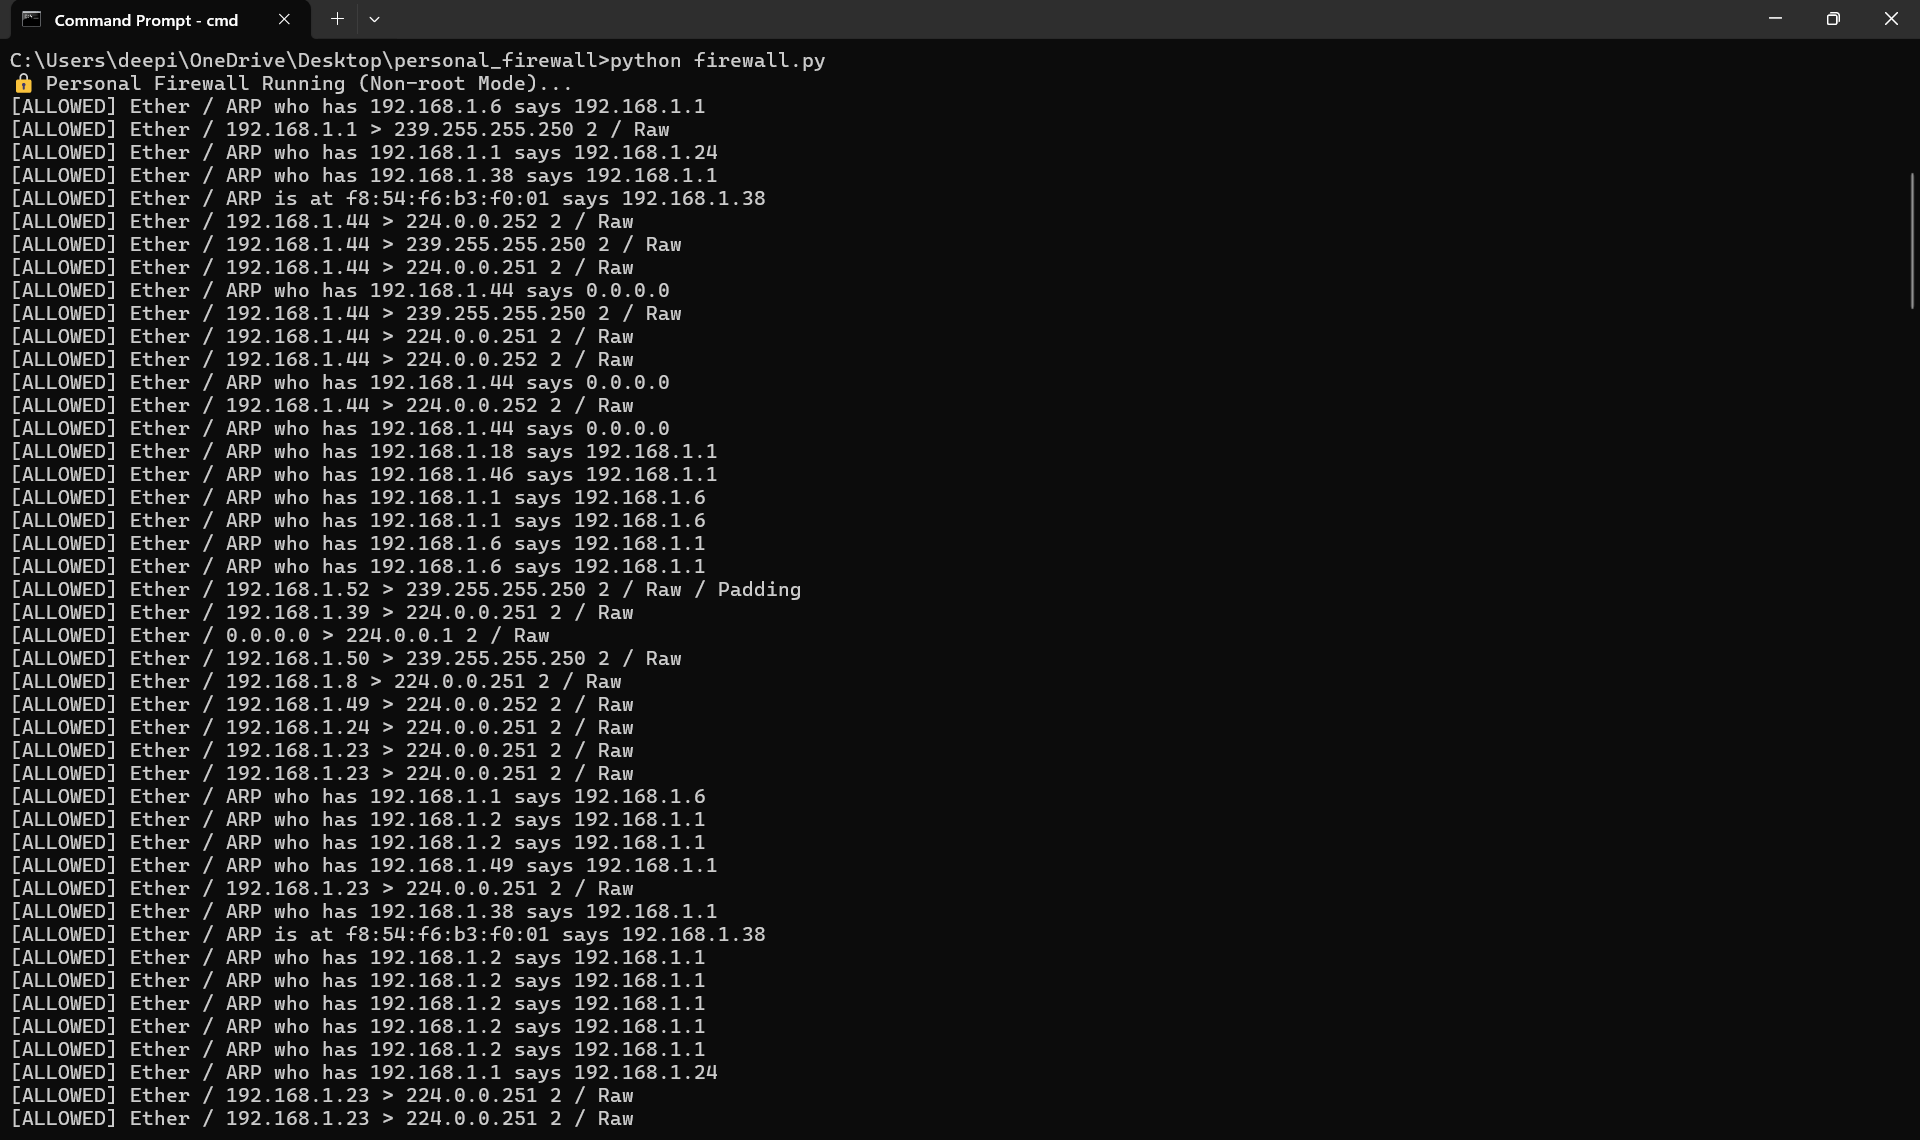 Command Prompt - cmd
C:\Users\deepi\OneDrive\Desktop\personal_firewall>python firewall.py
🔒 Personal Firewall Running (Non-root Mode)...
[ALLOWED] Ether / ARP who has 192.168.1.6 says 192.168.1.1
[ALLOWED] Ether / 192.168.1.1 > 239.255.255.250 2 / Raw
[ALLOWED] Ether / ARP who has 192.168.1.1 says 192.168.1.24
[ALLOWED] Ether / ARP who has 192.168.1.38 says 192.168.1.1
[ALLOWED] Ether / ARP is at f8:54:f6:b3:f0:01 says 192.168.1.38
[ALLOWED] Ether / 192.168.1.44 > 224.0.0.252 2 / Raw
[ALLOWED] Ether / 192.168.1.44 > 239.255.255.250 2 / Raw
[ALLOWED] Ether / 192.168.1.44 > 224.0.0.251 2 / Raw
[ALLOWED] Ether / ARP who has 192.168.1.44 says 0.0.0.0
[ALLOWED] Ether / 192.168.1.44 > 239.255.255.250 2 / Raw
[ALLOWED] Ether / 192.168.1.44 > 224.0.0.251 2 / Raw
[ALLOWED] Ether / 192.168.1.44 > 224.0.0.252 2 / Raw
[ALLOWED] Ether / ARP who has 192.168.1.44 says 0.0.0.0
[ALLOWED] Ether / 192.168.1.44 > 224.0.0.252 2 / Raw
[ALLOWED] Ether / ARP who has 192.168.1.44 says 0.0.0.0
[ALLOWED] Ether / ARP who has 192.168.1.18 says 192.168.1.1
[ALLOWED] Ether / ARP who has 192.168.1.46 says 192.168.1.1
[ALLOWED] Ether / ARP who has 192.168.1.1 says 192.168.1.6
[ALLOWED] Ether / ARP who has 192.168.1.1 says 192.168.1.6
[ALLOWED] Ether / ARP who has 192.168.1.6 says 192.168.1.1
[ALLOWED] Ether / ARP who has 192.168.1.6 says 192.168.1.1
[ALLOWED] Ether / 192.168.1.52 > 239.255.255.250 2 / Raw / Padding
[ALLOWED] Ether / 192.168.1.39 > 224.0.0.251 2 / Raw
[ALLOWED] Ether / 0.0.0.0 > 224.0.0.1 2 / Raw
[ALLOWED] Ether / 192.168.1.50 > 239.255.255.250 2 / Raw
[ALLOWED] Ether / 192.168.1.8 > 224.0.0.251 2 / Raw
[ALLOWED] Ether / 192.168.1.49 > 224.0.0.252 2 / Raw
[ALLOWED] Ether / 192.168.1.24 > 224.0.0.251 2 / Raw
[ALLOWED] Ether / 192.168.1.23 > 224.0.0.251 2 / Raw
[ALLOWED] Ether / 192.168.1.23 > 224.0.0.251 2 / Raw
[ALLOWED] Ether / ARP who has 192.168.1.1 says 192.168.1.6
[ALLOWED] Ether / ARP who has 192.168.1.2 says 192.168.1.1
[ALLOWED] Ether / ARP who has 192.168.1.2 says 192.168.1.1
[ALLOWED] Ether / ARP who has 192.168.1.49 says 192.168.1.1
[ALLOWED] Ether / 192.168.1.23 > 224.0.0.251 2 / Raw
[ALLOWED] Ether / ARP who has 192.168.1.38 says 192.168.1.1
[ALLOWED] Ether / ARP is at f8:54:f6:b3:f0:01 says 192.168.1.38
[ALLOWED] Ether / ARP who has 192.168.1.2 says 192.168.1.1
[ALLOWED] Ether / ARP who has 192.168.1.2 says 192.168.1.1
[ALLOWED] Ether / ARP who has 192.168.1.2 says 192.168.1.1
[ALLOWED] Ether / ARP who has 192.168.1.2 says 192.168.1.1
[ALLOWED] Ether / ARP who has 192.168.1.2 says 192.168.1.1
[ALLOWED] Ether / ARP who has 192.168.1.1 says 192.168.1.24
[ALLOWED] Ether / 192.168.1.23 > 224.0.0.251 2 / Raw
[ALLOWED] Ether / 192.168.1.23 > 224.0.0.251 2 / Raw